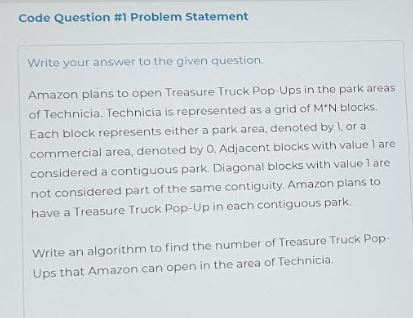 Code Question #1 Problem Statement
Write your answer to the given question.
Amazon plans to open Treasure Truck Pop-Ups in the park areas
of Technicia. Technicia is represented as a grid of M*N blocks.
Each block represents either a park area, denoted by 1, or a
commercial area, denoted by 0. Adjacent blocks with value 1 are
considered a contiguous park. Diagonal blocks with value 1 are
not considered part of the same contiguity. Amazon plans to
have a Treasure Truck Pop-Up in each contiguous park.
Write an algorithm to find the number of Treasure Truck Pop-
Ups that Amazon can open in the area of Technicia.